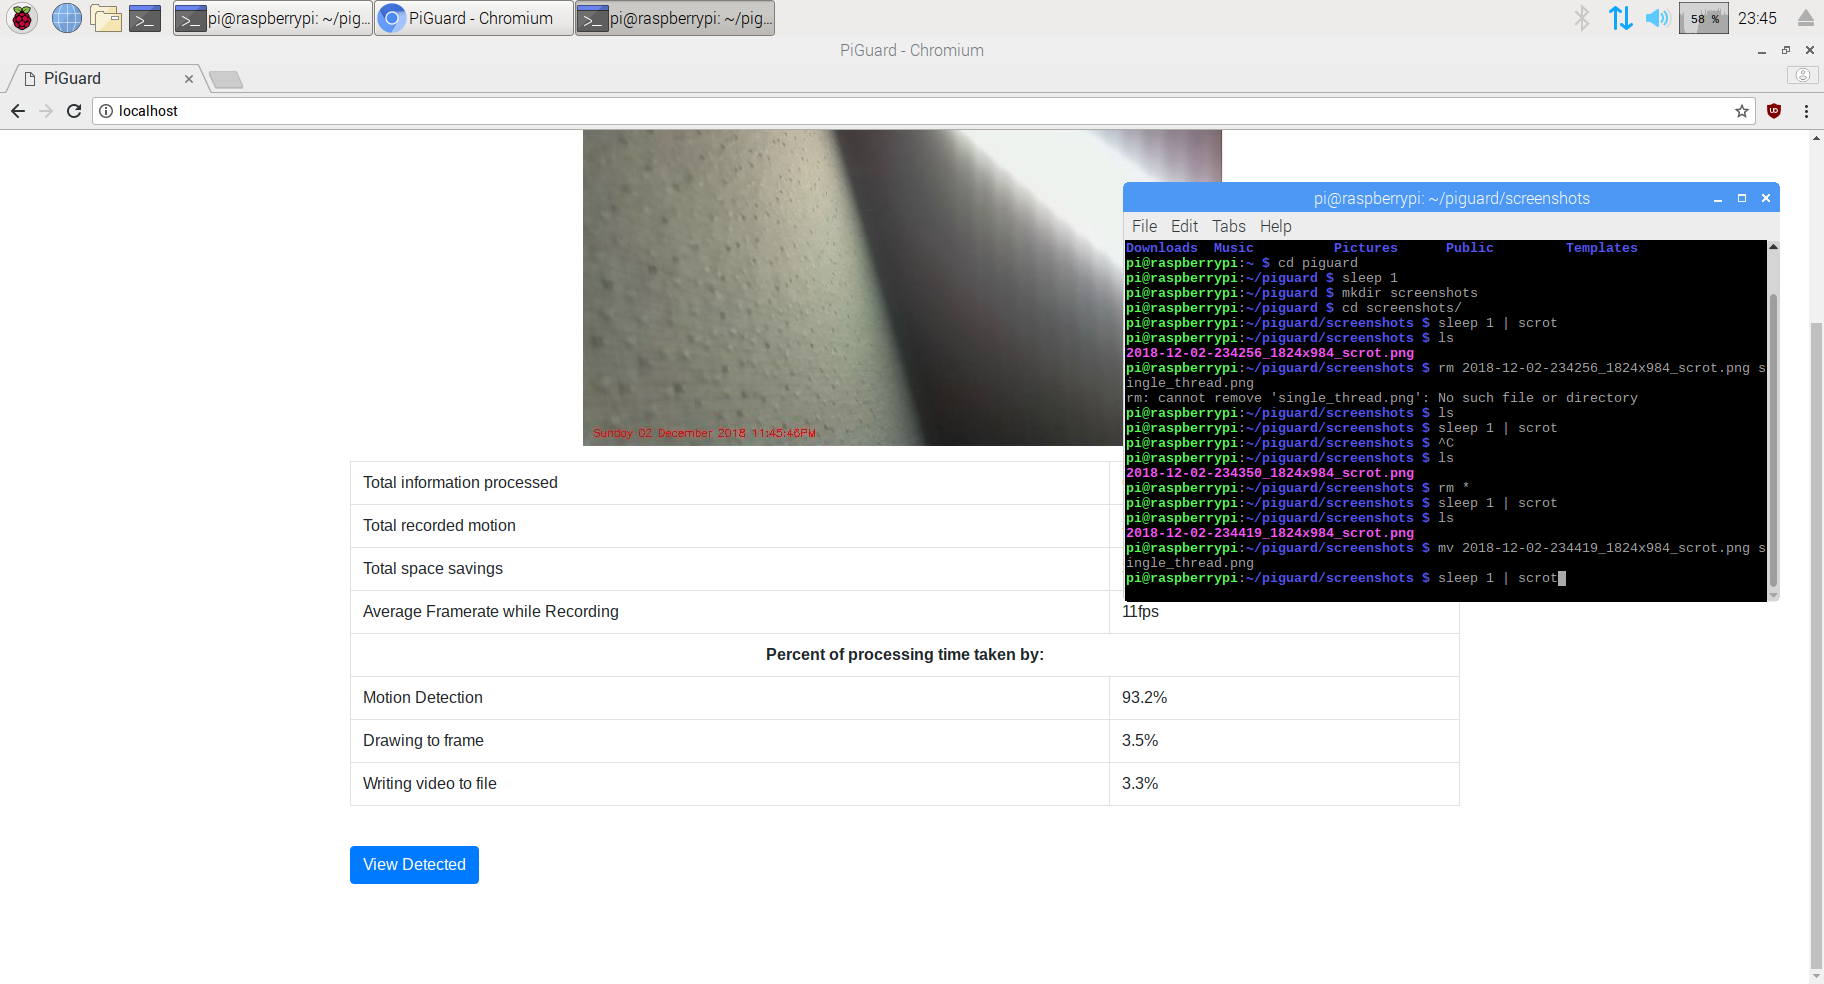 pi@raspberrypi: ~/pig...
PiGuard - Chromium
pi@raspberrypi: ~/pig...
58 %
23:45
PiGuard - Chromium
PiGuard
localhost
Sunday 02 December 2018 11:45:46PM
pi@raspberrypi: ~/piguard/screenshots
File Edit Tabs Help
Downloads Music Pictures Public Templates
pi@raspberrypi:~ $ cd piguard
pi@raspberrypi:~/piguard $ sleep 1
pi@raspberrypi:~/piguard $ mkdir screenshots
pi@raspberrypi:~/piguard $ cd screenshots/
pi@raspberrypi:~/piguard/screenshots $ sleep 1 | scrot
pi@raspberrypi:~/piguard/screenshots $ ls
2018-12-02-234256_1824x984_scrot.png
pi@raspberrypi:~/piguard/screenshots $ rm 2018-12-02-234256_1824x984_scrot.png s
ingle_thread.png
rm: cannot remove 'single_thread.png': No such file or directory
pi@raspberrypi:~/piguard/screenshots $ ls
pi@raspberrypi:~/piguard/screenshots $ sleep 1 | scrot
pi@raspberrypi:~/piguard/screenshots $ ^C
pi@raspberrypi:~/piguard/screenshots $ ls
2018-12-02-234350_1824x984_scrot.png
pi@raspberrypi:~/piguard/screenshots $ rm *
pi@raspberrypi:~/piguard/screenshots $ sleep 1 | scrot
pi@raspberrypi:~/piguard/screenshots $ ls
2018-12-02-234419_1824x984_scrot.png
pi@raspberrypi:~/piguard/screenshots $ mv 2018-12-02-234419_1824x984_scrot.png s
ingle_thread.png
pi@raspberrypi:~/piguard/screenshots $ sleep 1 | scrot
Total information processed
Total recorded motion
Total space savings
Average Framerate while Recording 11fps
Percent of processing time taken by:
Motion Detection 93.2%
Drawing to frame 3.5%
Writing video to file 3.3%
View Detected